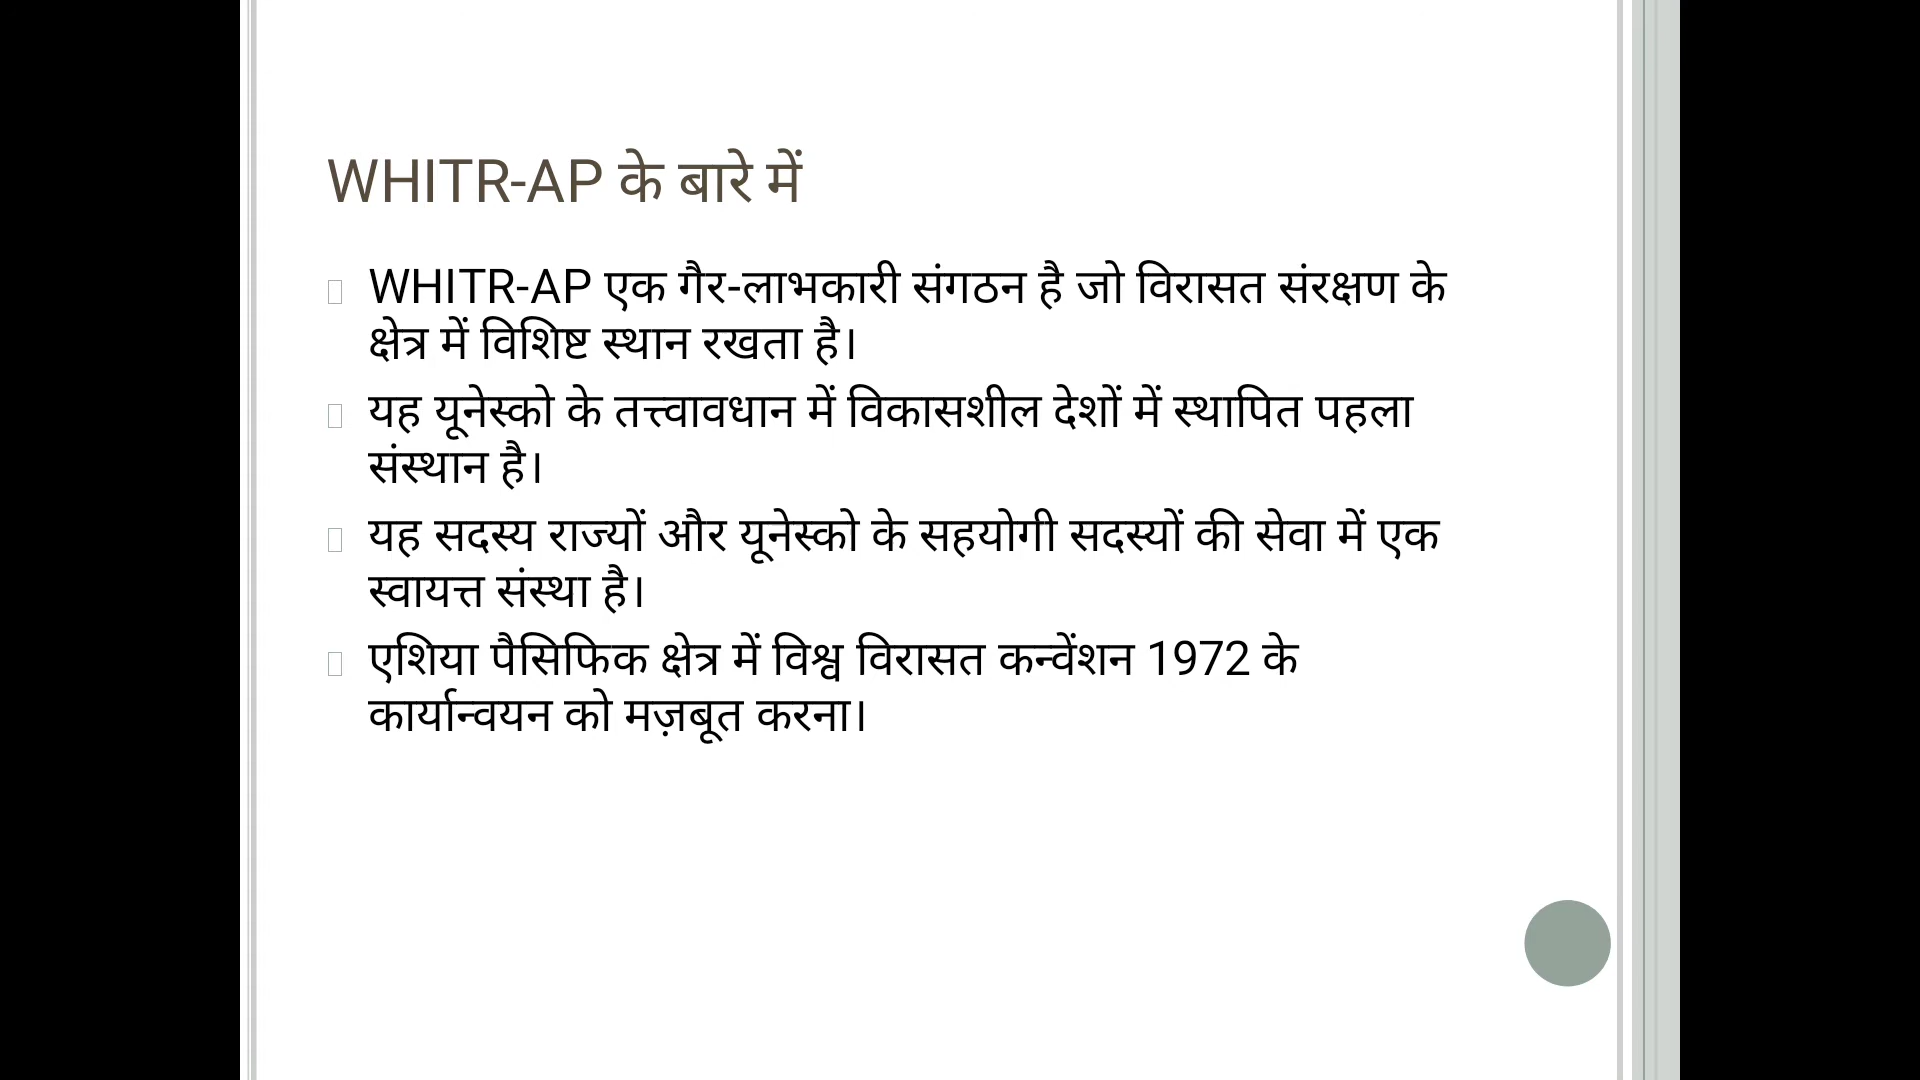 WHITR-AP के बारे में
WHITR-AP एक गैर-लाभकारी संगठन है जो विरासत संरक्षण के
क्षेत्र में विशिष्ट स्थान रखता है।
यह यूनेस्को के तत्त्वावधान में विकासशील देशों में स्थापित पहला
संस्थान है।
यह सदस्य राज्यों और यूनेस्को के सहयोगी सदस्यों की सेवा में एक
स्वायत्त संस्था है।
एशिया पैसिफिक क्षेत्र में विश्व विरासत कन्वेंशन 1972 के
कार्यान्वयन को मज़बूत करना।